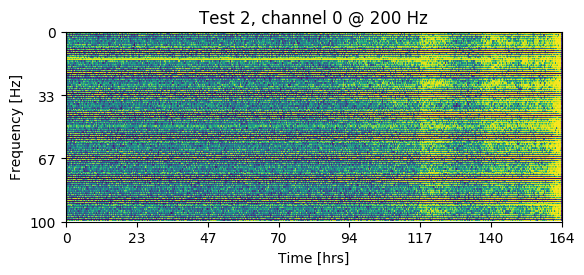 Test 2, channel 0 @ 200 Hz
0
33
67
100
Frequency [Hz]
0 23 47 70 94 117 140 164
Time [hrs]